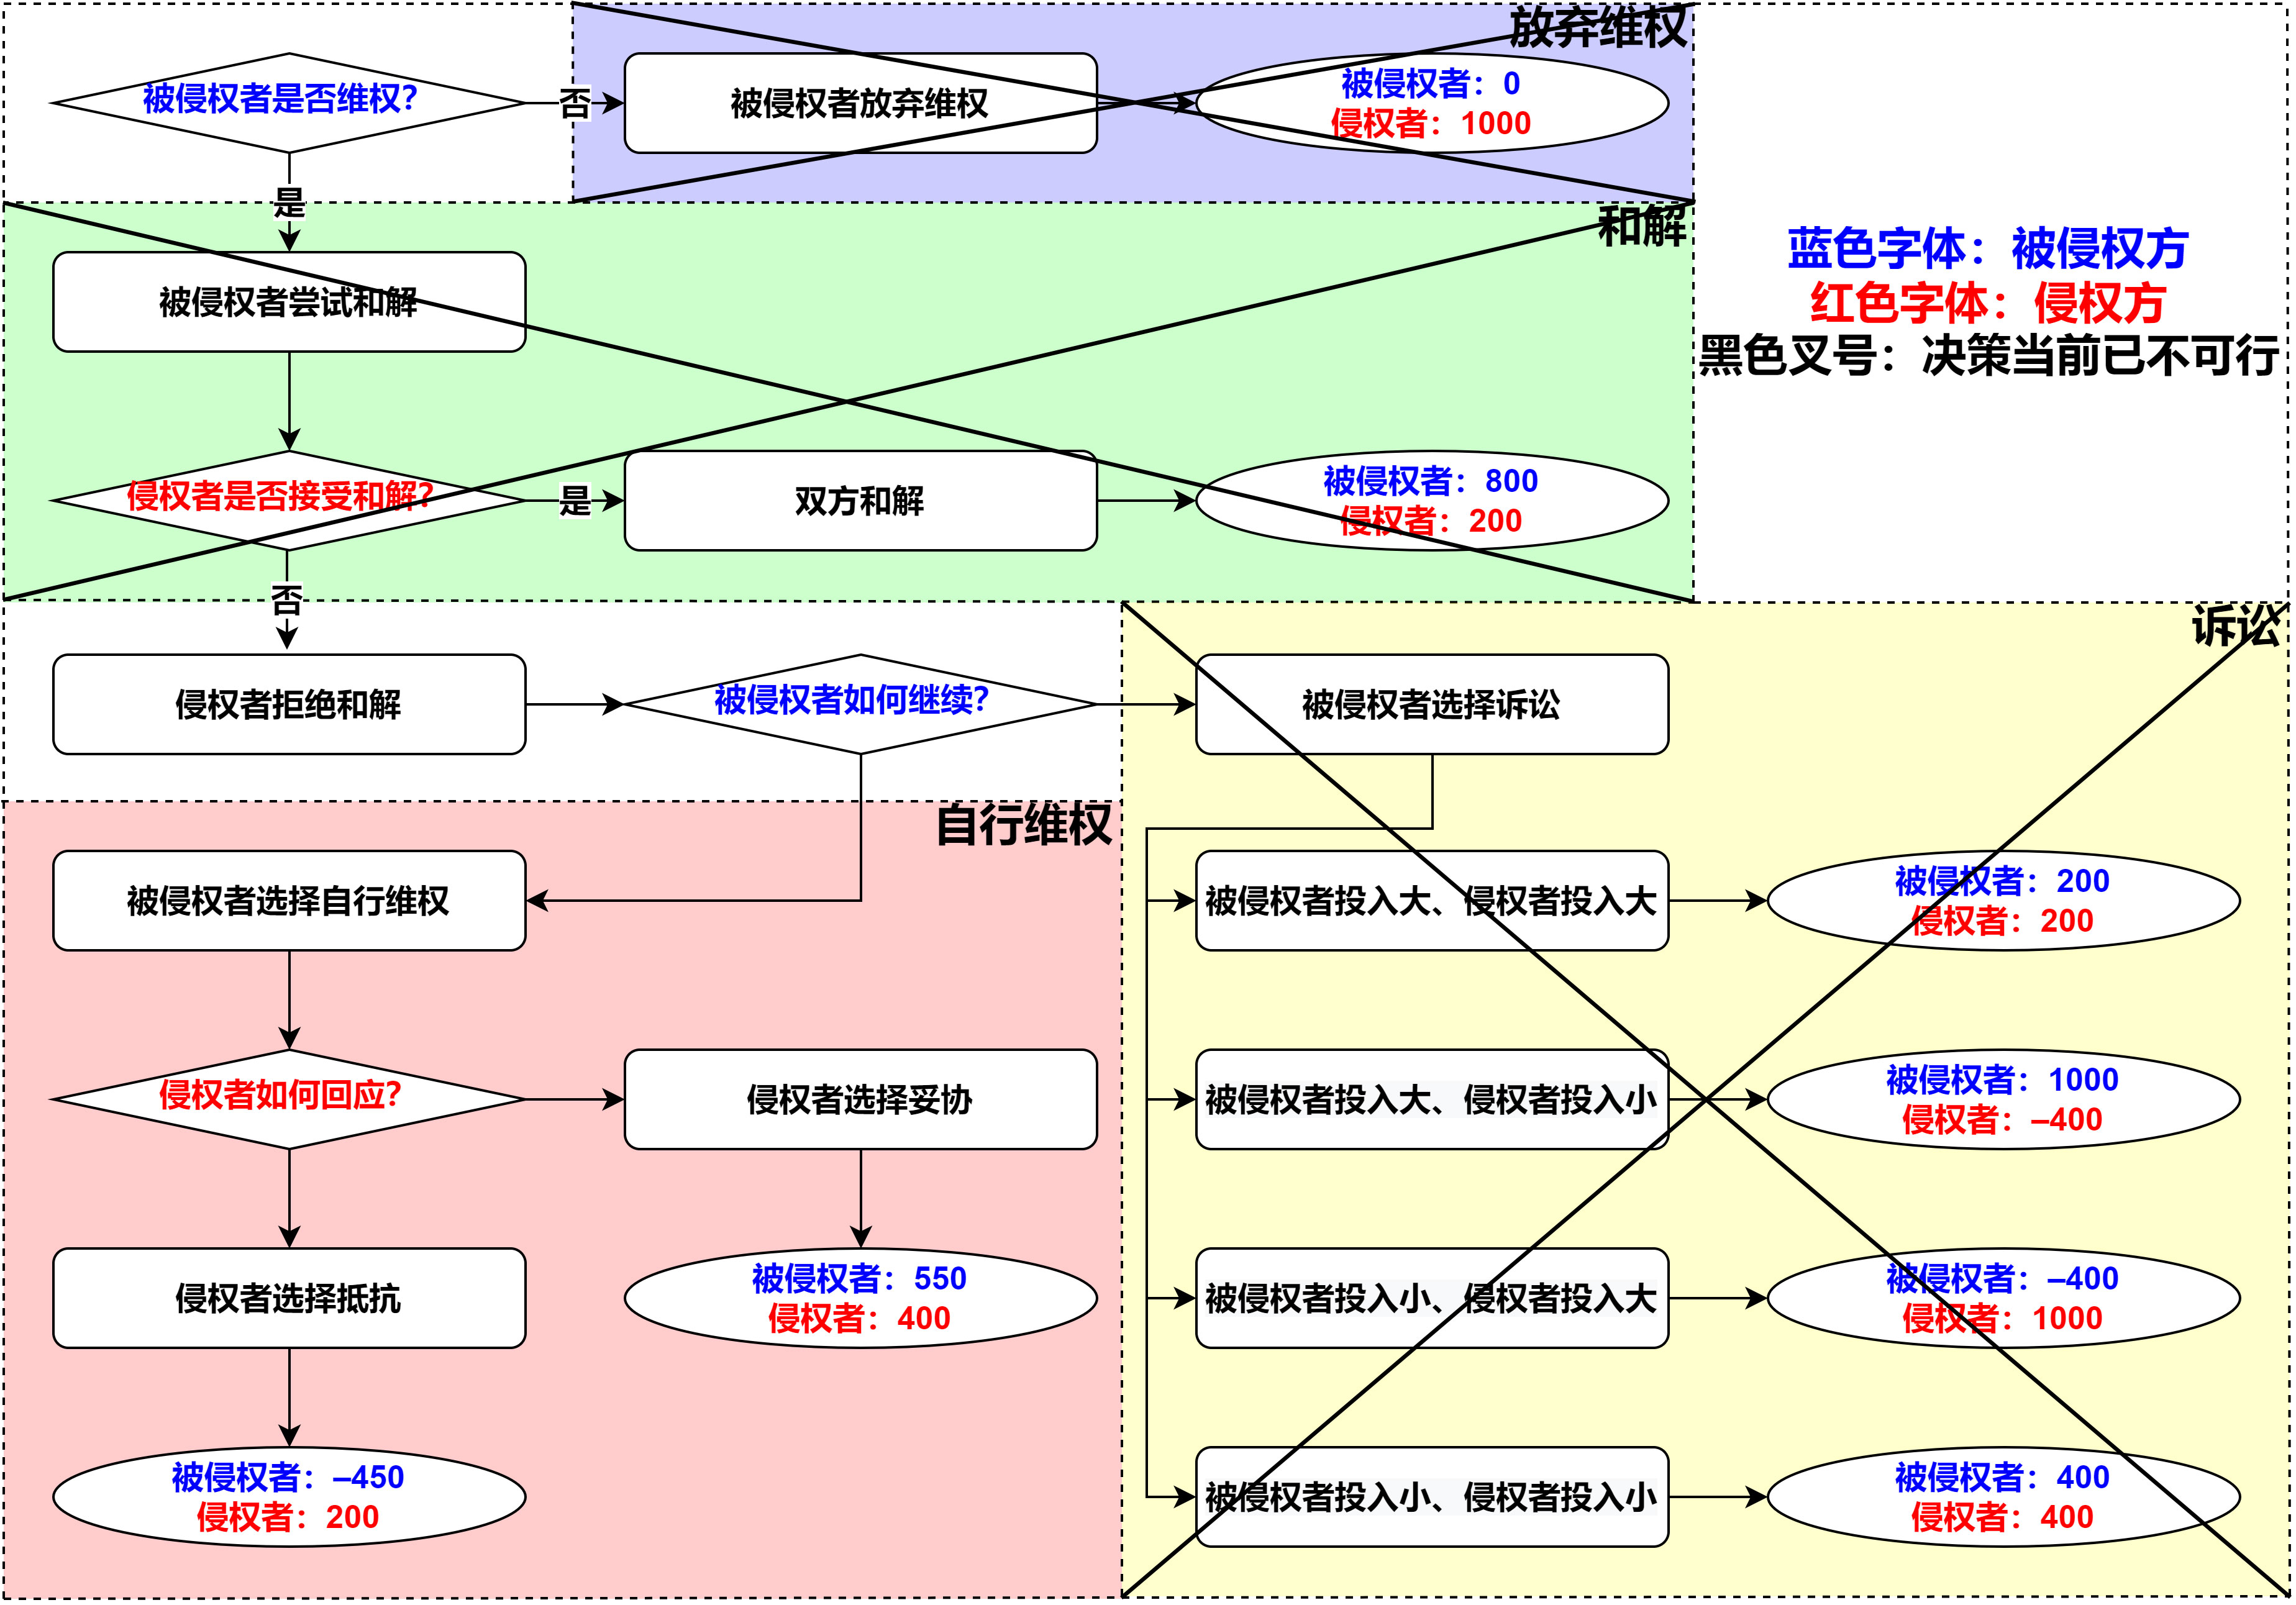 放弃维权
被侵权者是否维权?
否
被侵权者放弃维权
被侵权者：0
侵权者：1000
是
和解
被侵权者尝试和解
蓝色字体：被侵权方
红色字体：侵权方
黑色叉号：决策当前已不可行
侵权者是否接受和解?
是
双方和解
被侵权者：800
侵权者：200
否
诉讼
侵权者拒绝和解
被侵权者如何继续?
被侵权者选择诉讼
自行维权
被侵权者选择自行维权
被侵权者投入大、侵权者投入大
被侵权者：200
侵权者：200
侵权者如何回应?
侵权者选择妥协
被侵权者投入大、侵权者投入小
被侵权者：1000
侵权者：–400
侵权者选择抵抗
被侵权者：550
侵权者：400
被侵权者投入小、侵权者投入大
被侵权者：–400
侵权者：1000
被侵权者：–450
侵权者：200
被侵权者投入小、侵权者投入小
被侵权者：400
侵权者：400